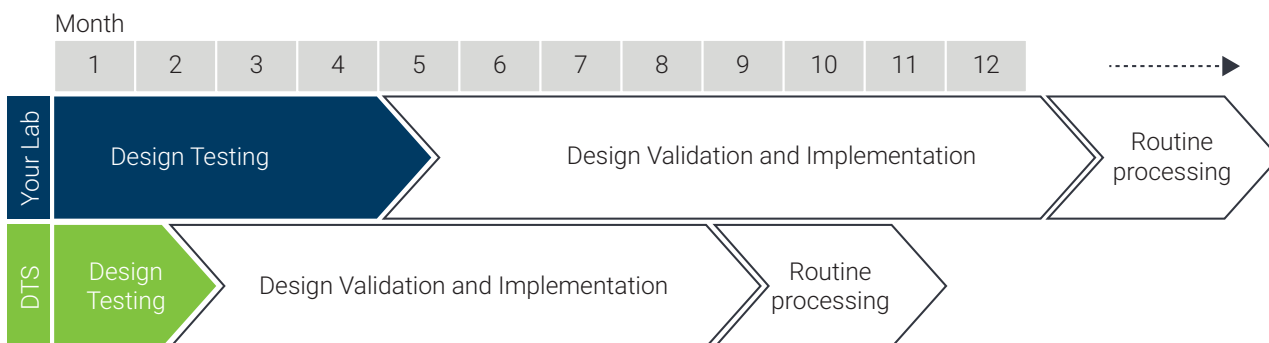 Month
1 2 3 4 5 6 7 8 9 10 11 12
Your Lab
Design Testing
Design Validation and Implementation
Routine
processing
DTS
Design
Testing
Design Validation and Implementation
Routine
processing